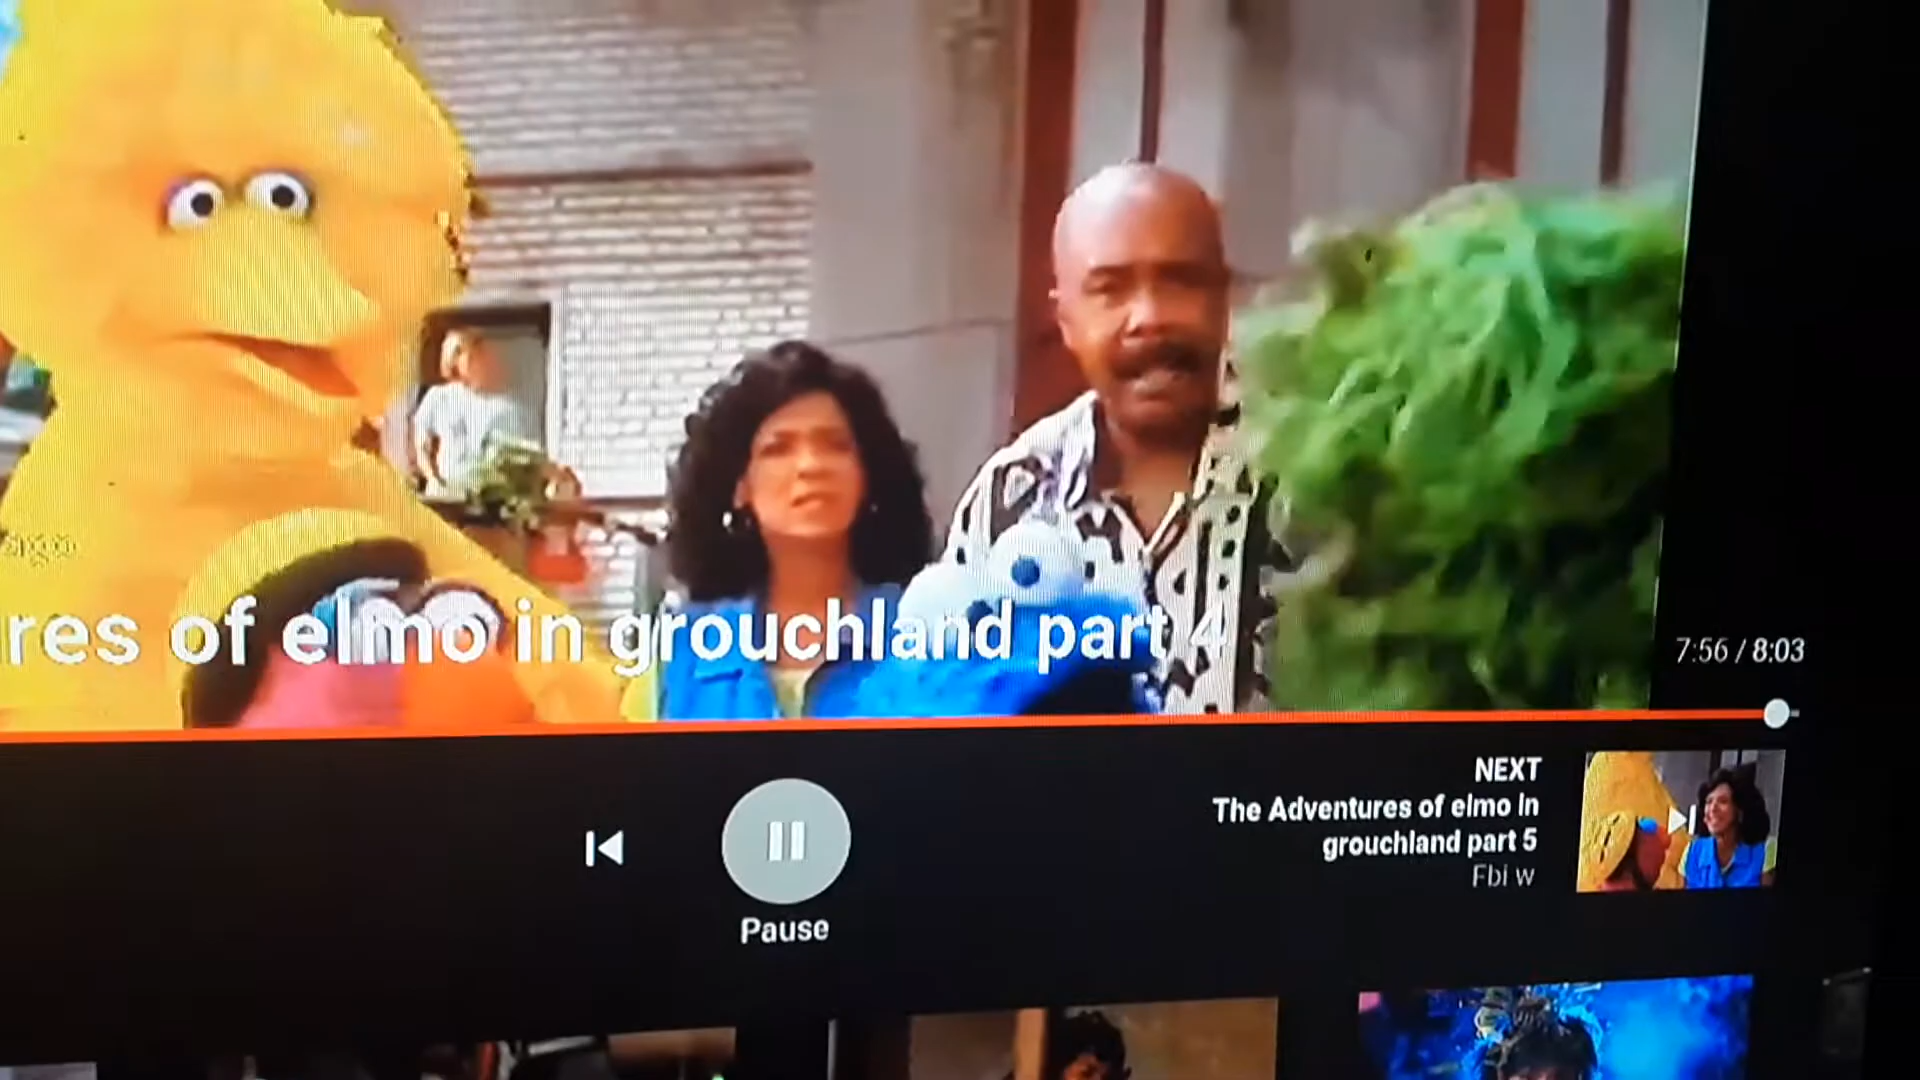 res of elmo in grouchland part 4
7:56 / 8:03
NEXT
The Adventures of elmo in
grouchland part 5
Fbi w
Pause